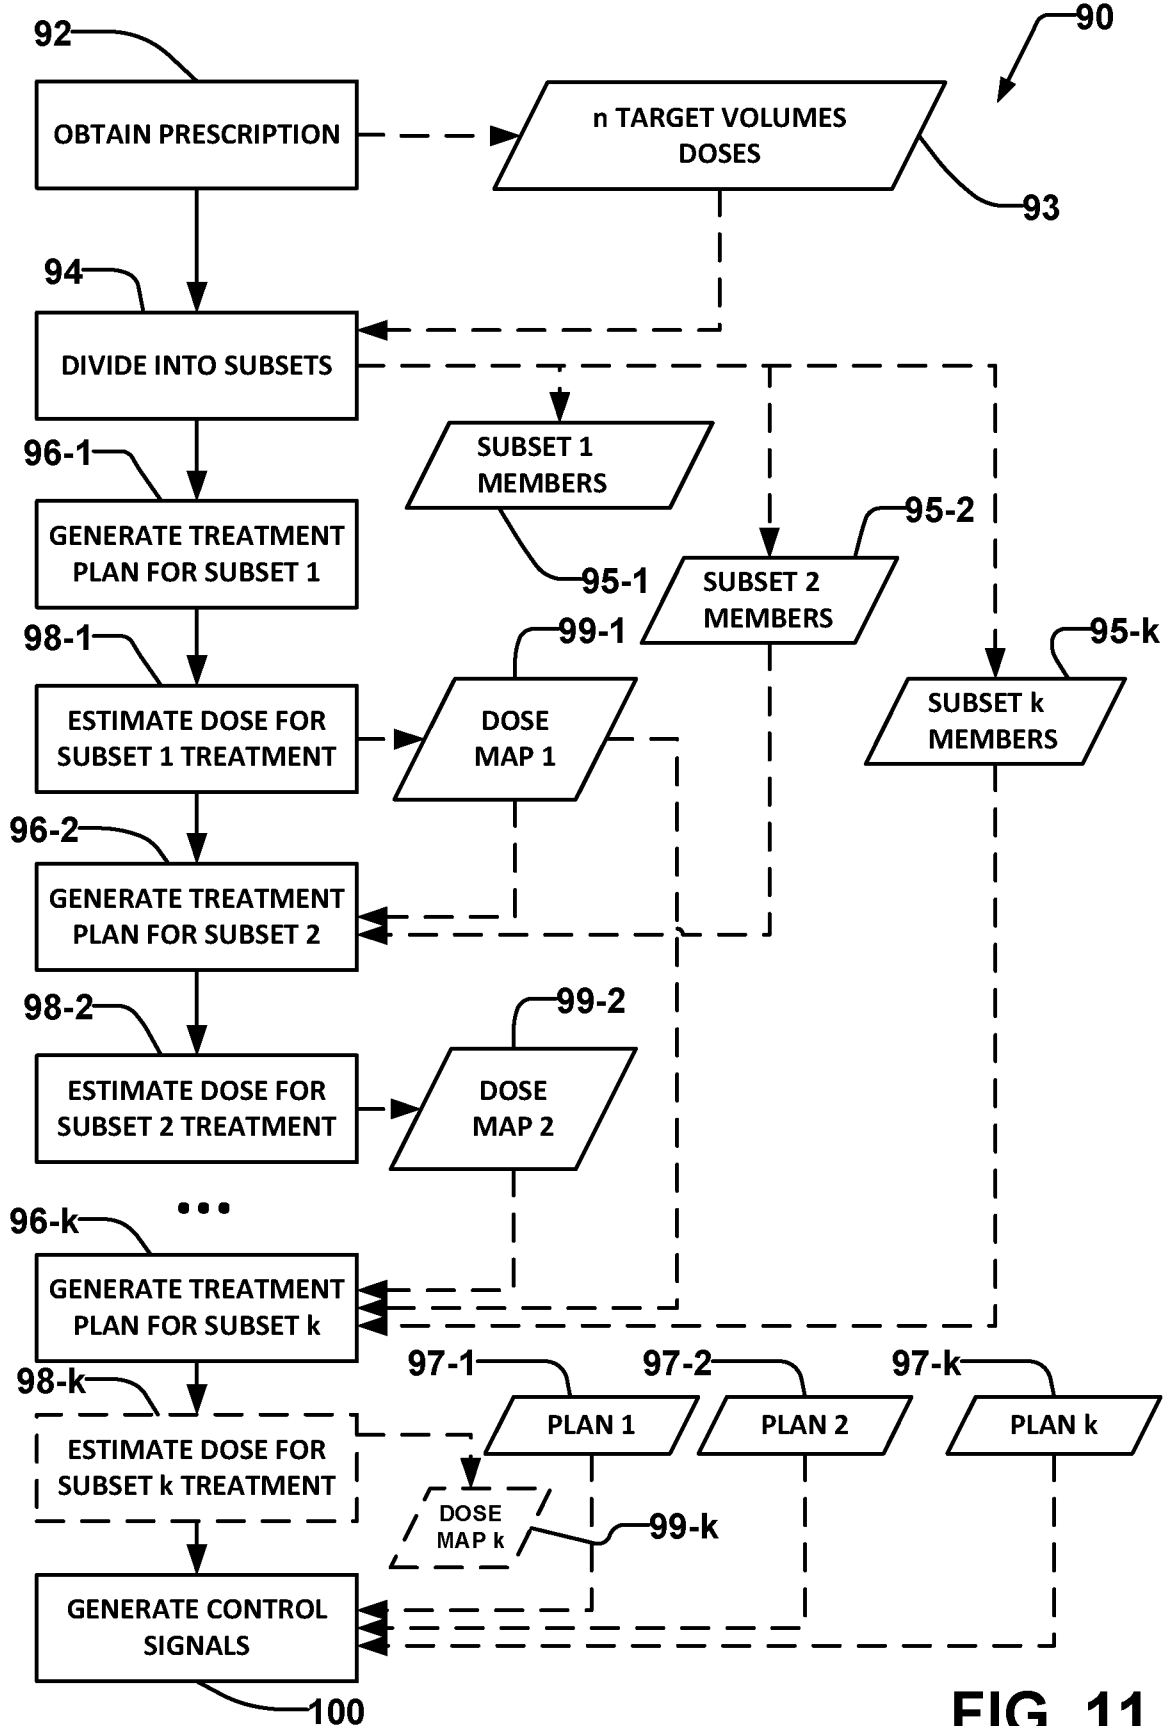 90
92
OBTAIN PRESCRIPTION
n TARGET VOLUMES
DOSES
93
94
DIVIDE INTO SUBSETS
96-1
SUBSET 1
MEMBERS
95-1
95-2
GENERATE TREATMENT
PLAN FOR SUBSET 1
SUBSET 2
MEMBERS
98-1
99-1
95-k
ESTIMATE DOSE FOR
SUBSET 1 TREATMENT
DOSE
MAP 1
SUBSET k
MEMBERS
96-2
GENERATE TREATMENT
PLAN FOR SUBSET 2
98-2
99-2
ESTIMATE DOSE FOR
SUBSET 2 TREATMENT
DOSE
MAP 2
...
96-k
GENERATE TREATMENT
PLAN FOR SUBSET k
98-k
97-1
97-2
97-k
PLAN 1
PLAN 2
PLAN k
ESTIMATE DOSE FOR
SUBSET k TREATMENT
DOSE
MAP k
99-k
GENERATE CONTROL
SIGNALS
100
FIG. 11